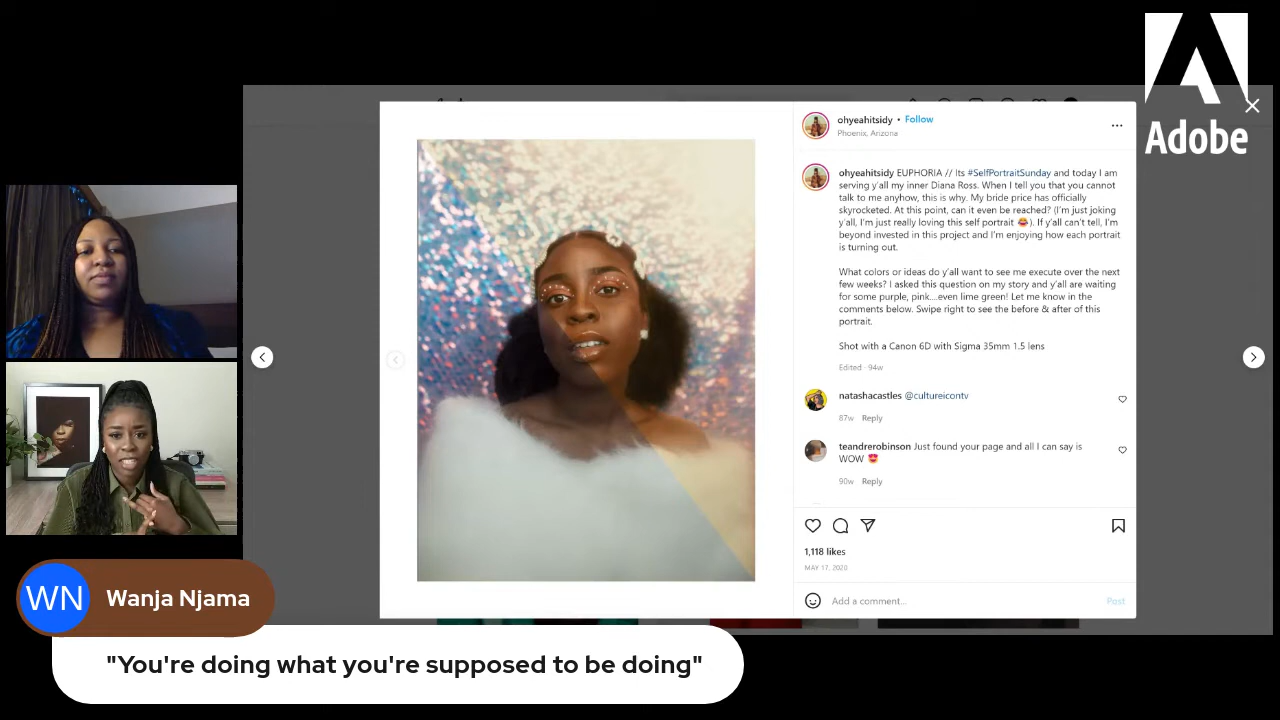 Adobe
ohyeahitsidy • Follow
Phoenix, Arizona
ohyeahitsidy EUPHORIA // Its #SelfPortraitSunday and today I am
serving y'all my inner Diana Ross. When I tell you that you cannot
talk to me anyhow, this is why. My bride price has officially
skyrocketed. At this point, can it even be reached? (I'm just joking
y'all, I'm just really loving this self portrait 😂). If y'all can't tell, I'm
beyond invested in this project and I'm enjoying how each portrait
is turning out.
What colors or ideas do y'all want to see me execute over the next
few weeks? I asked this question on my story and y'all are waiting
for some purple, pink....even lime green! Let me know in the
comments below. Swipe right to see the before & after of this
portrait.
Shot with a Canon 6D with Sigma 35mm 1.5 lens
Edited · 94w
natashacastles @cultureicontv
87w Reply
teandrerobinson Just found your page and all I can say is
WOW 😍
90w Reply
1,118 likes
MAY 17, 2020
Add a comment...
Post
WN Wanja Njama
"You're doing what you're supposed to be doing"